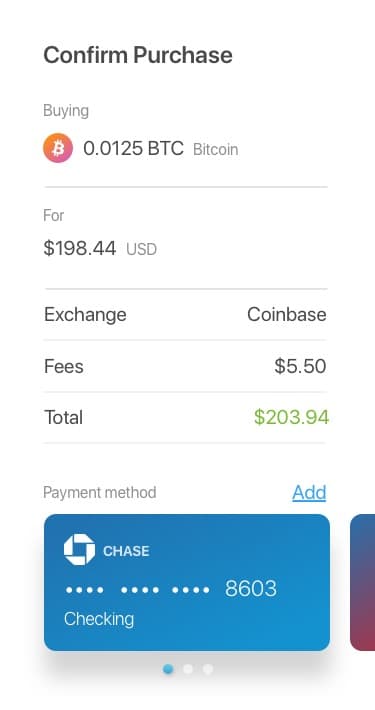 Confirm Purchase
Buying
0.0125 BTC Bitcoin
For
$198.44 USD
Exchange Coinbase
Fees $5.50
Total $203.94
Payment method Add
CHASE
•••• •••• •••• 8603
Checking